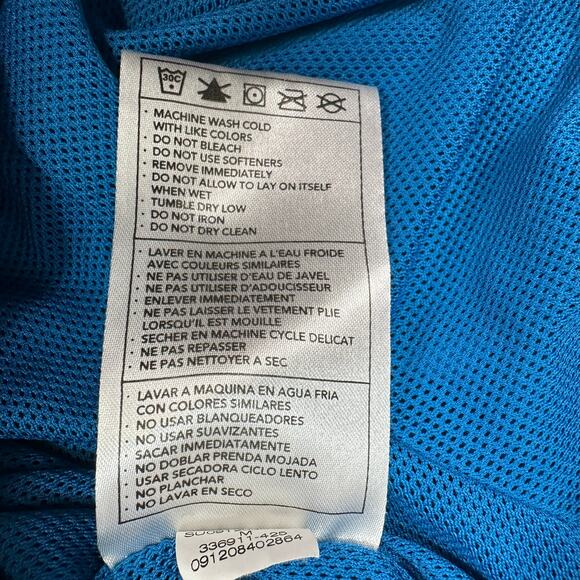 30C
· MACHINE WASH COLD
WITH LIKE COLORS
· DO NOT BLEACH
· DO NOT USE SOFTENERS
· REMOVE IMMEDIATELY
· DO NOT ALLOW TO LAY ON ITSELF
WHEN WET
· TUMBLE DRY LOW
· DO NOT IRON
· DO NOT DRY CLEAN
· LAVER EN MACHINE A L'EAU FROIDE
AVEC COULEURS SIMILAIRES
· NE PAS UTILISER D'EAU DE JAVEL
· NE PAS UTILISER D'ADOUCISSEUR
· ENLEVER IMMEDIATEMENT
· NE PAS LAISSER LE VETEMENT PLIE
LORSQU'IL EST MOUILLE
· SECHER EN MACHINE CYCLE DELICAT
· NE PAS REPASSER
· NE PAS NETTOYER A SEC
· LAVAR A MAQUINA EN AGUA FRIA
CON COLORES SIMILARES
· NO USAR BLANQUEADORES
· NO USAR SUAVIZANTES
· SACAR INMEDIATAMENTE
· NO DOBLAR PRENDA MOJADA
· USAR SECADORA CICLO LENTO
· NO PLANCHAR
· NO LAVAR EN SECO
M
336911-425
091208402864